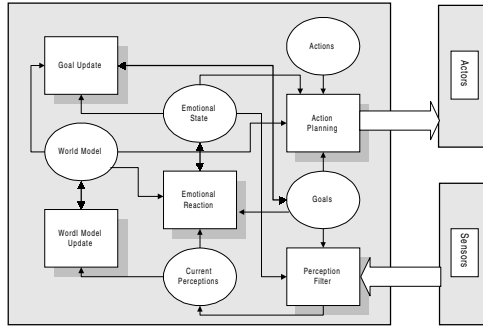 Actions
Goal Update
Emotional
State
Action
Planning
Actors
World Model
Emotional
Reaction
Goals
Wordl Model
Update
Current
Perceptions
Perception
Filter
Sensors